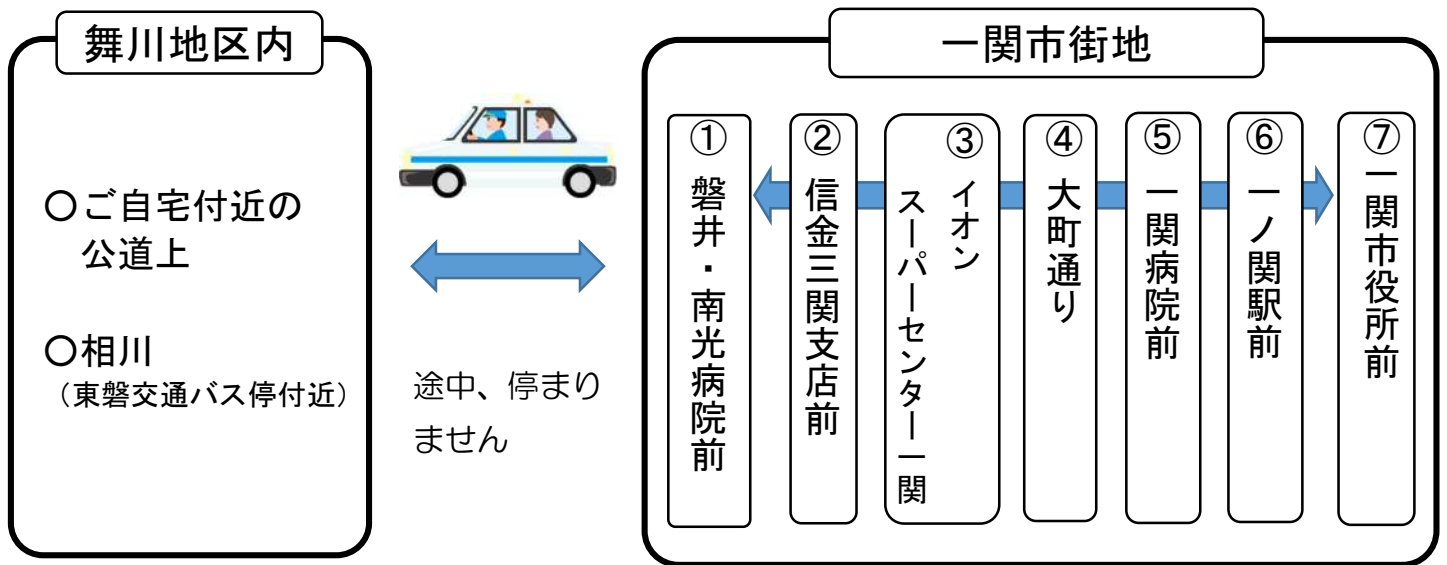 舞川地区内
〇ご自宅付近の
公道上
〇相川
（東磐交通バス停付近）
途中、停まり
ません
一関市街地
①磐井・南光病院前
②信金三関支店前
③イオン
スーパーセンター一関
④大町通り
⑤一関病院前
⑥一ノ関駅前
⑦一関市役所前